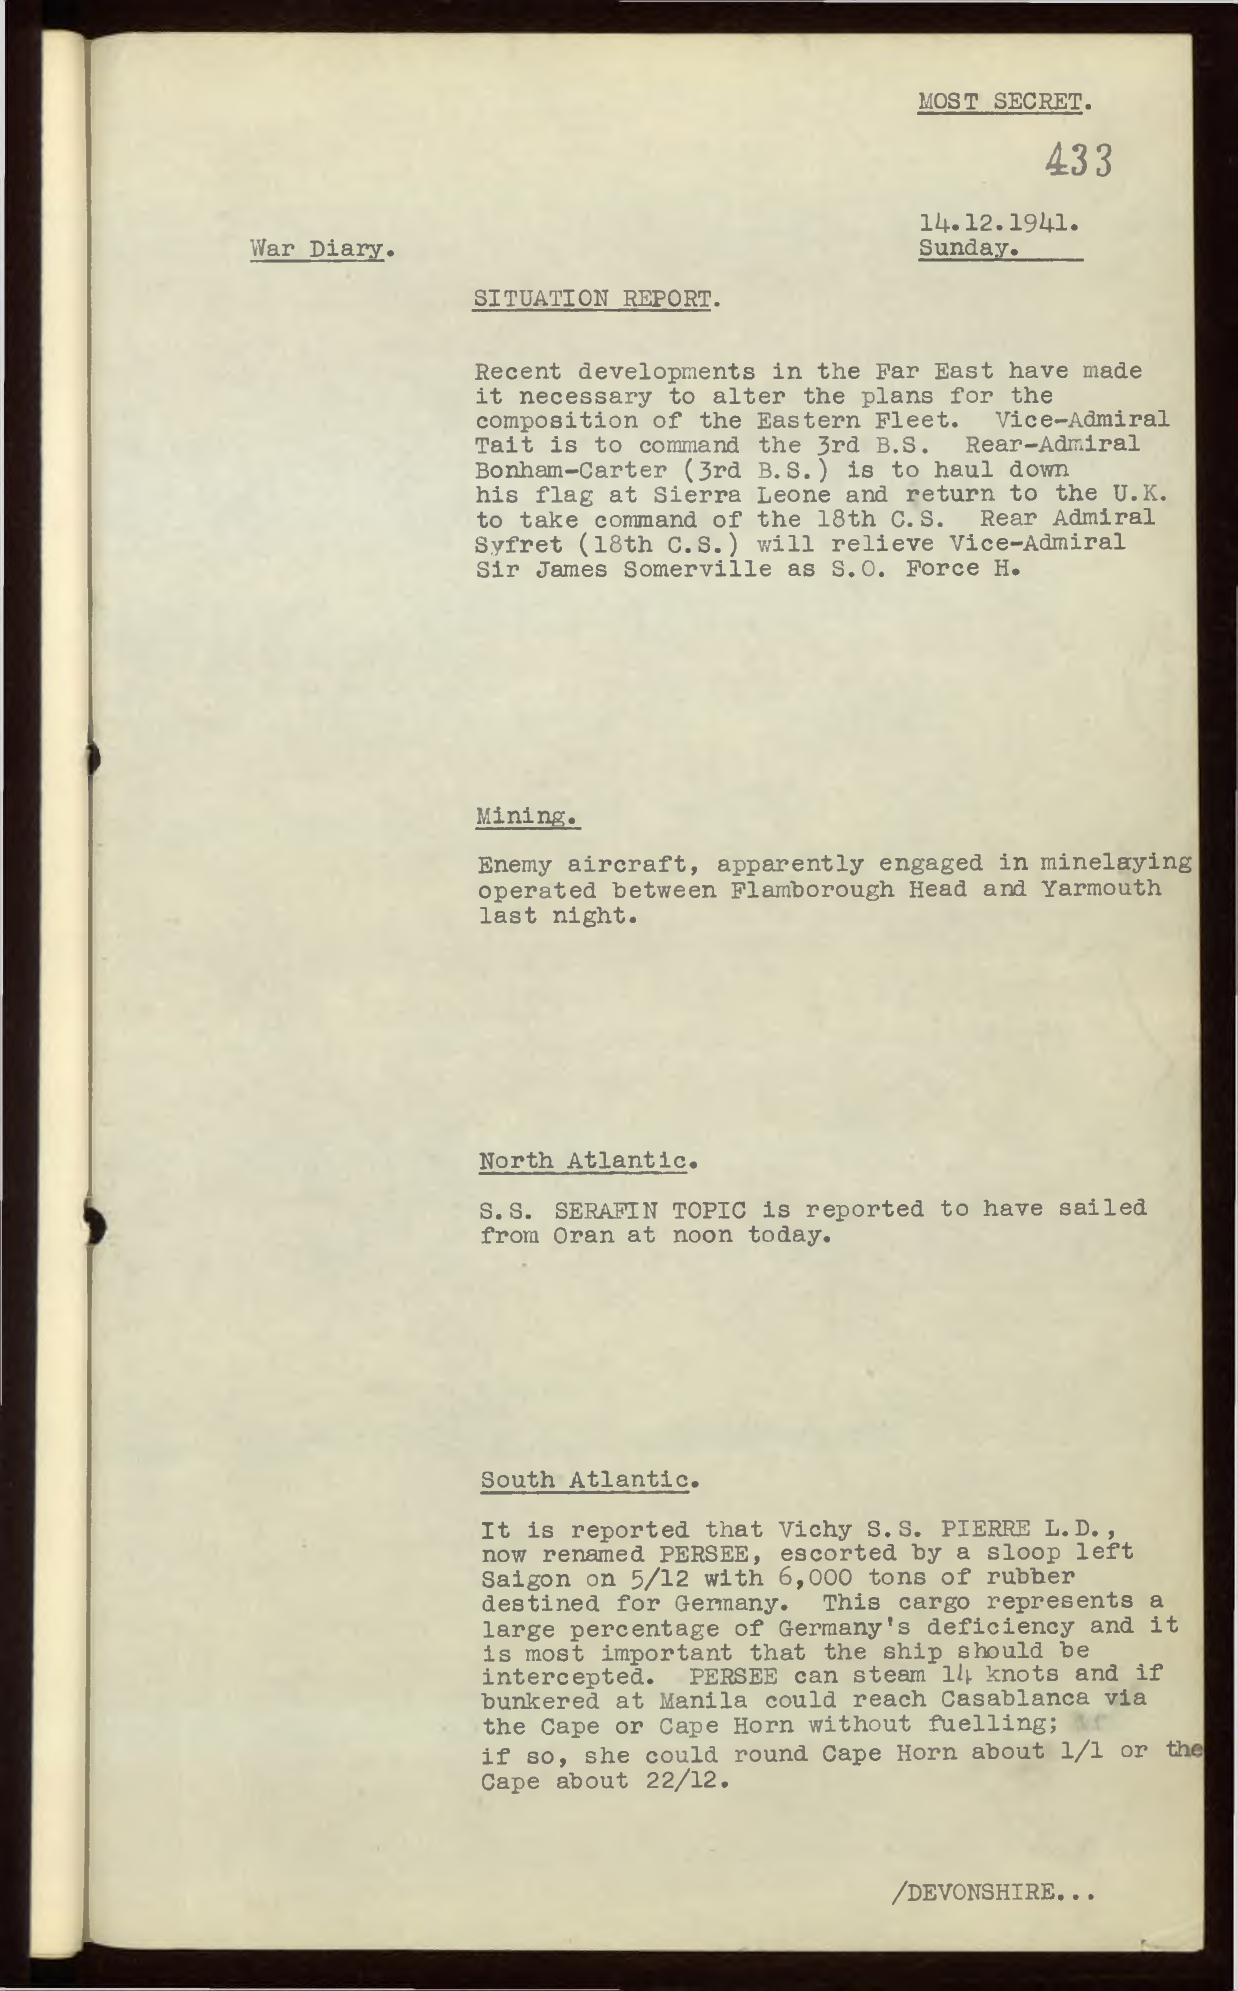 MOST SECRET.
433
14.12.1941.
War Diary.
Sunday.
SITUATION REPORT.
Recent developments in the Far East have made
it necessary to alter the plans for the
composition of the Eastern Fleet. Vice-Admiral
Tait is to command the 3rd B.S. Rear-Admiral
Bonham-Carter (3rd B.S.) is to haul down
his flag at Sierra Leone and return to the U.K.
to take command of the 18th C.S. Rear Admiral
Syfret (18th C.S.) will relieve Vice-Admiral
Sir James Somerville as S.O. Force H.
Mining.
Enemy aircraft, apparently engaged in minelaying
operated between Flamborough Head and Yarmouth
last night.
North Atlantic.
S.S. SERAFIN TOPIC is reported to have sailed
from Oran at noon today.
South Atlantic.
It is reported that Vichy S.S. PIERRE L.D.,
now renamed PERSEE, escorted by a sloop left
Saigon on 5/12 with 6,000 tons of rubber
destined for Germany. This cargo represents a
large percentage of Germany's deficiency and it
is most important that the ship should be
intercepted. PERSEE can steam 14 knots and if
bunkered at Manila could reach Casablanca via
the Cape or Cape Horn without fuelling;
if so, she could round Cape Horn about 1/1 or the
Cape about 22/12.
/DEVONSHIRE...